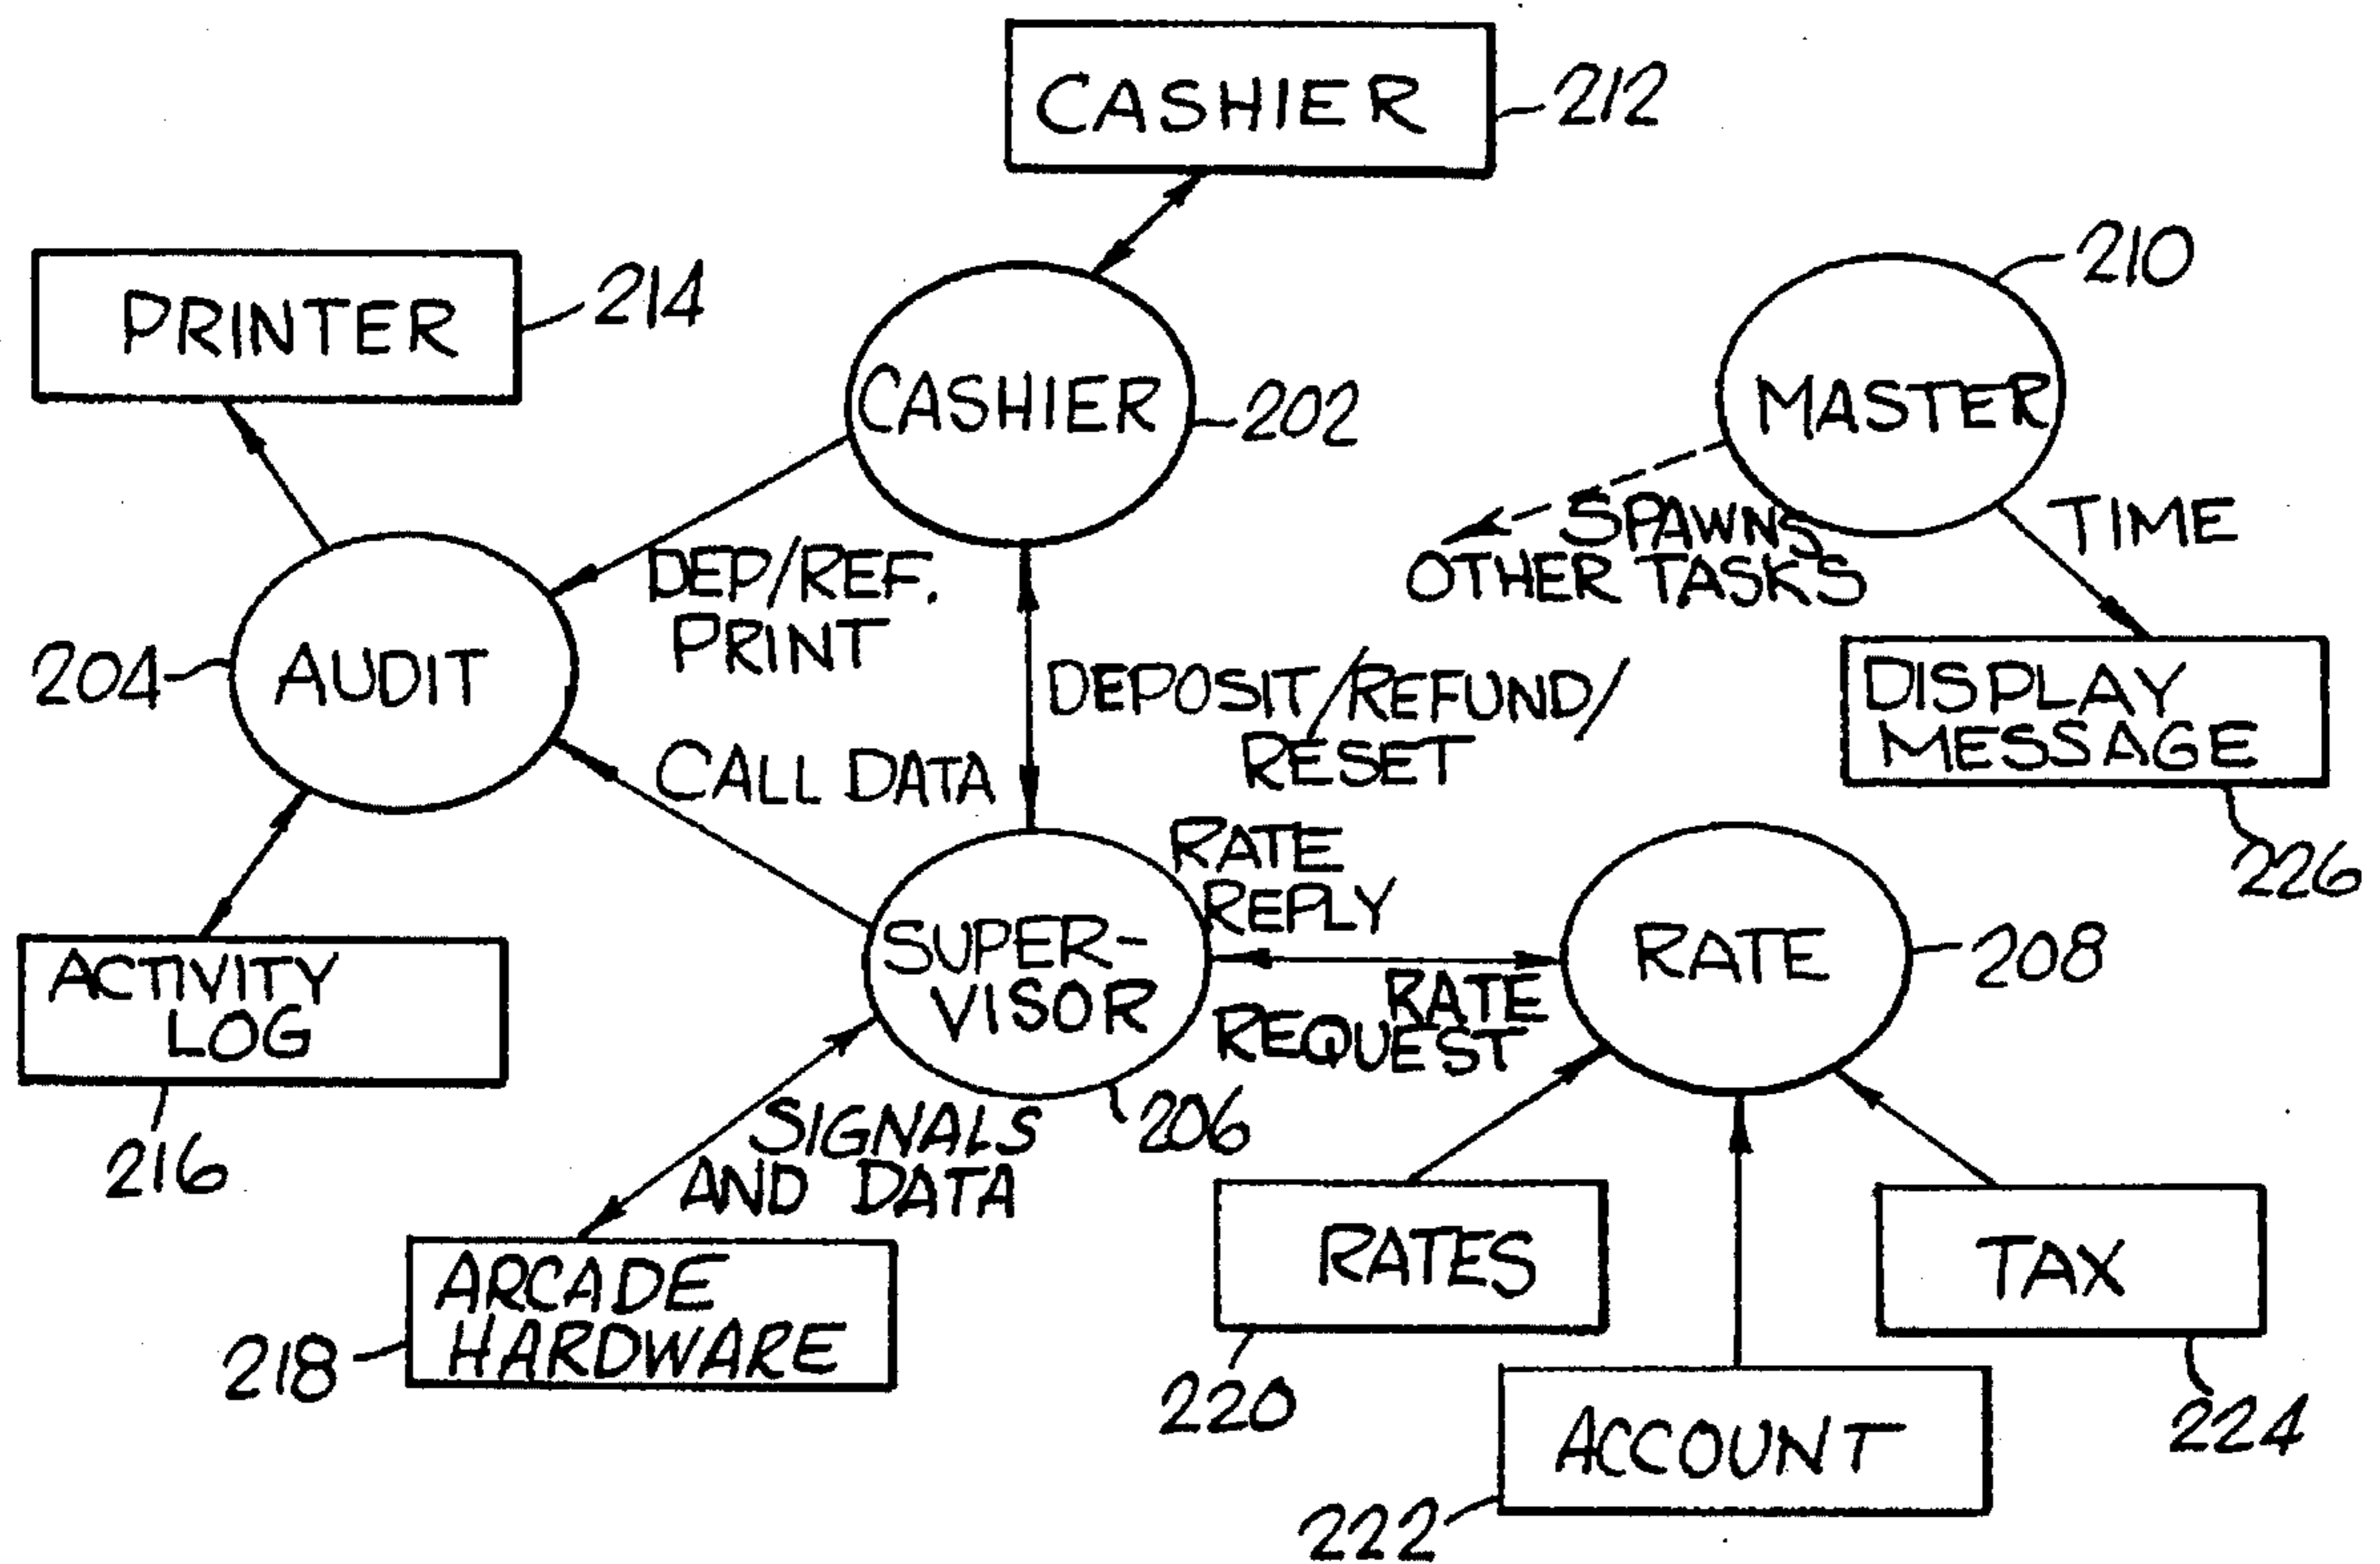 CASHIER
212
PRINTER
214
CASHIER
202
210
MASTER
SPAWNS
OTHER TASKS
TIME
DEP/REF.
PRINT
204
AUDIT
DEPOSIT/REFUND/
RESET
DISPLAY
MESSAGE
226
CALL DATA
RATE
REPLY
SUPER-
VISOR
206
RATE
REQUEST
RATE
208
ACTIVITY
LOG
216
SIGNALS
AND DATA
ARCADE
HARDWARE
218
RATES
220
TAX
224
ACCOUNT
222